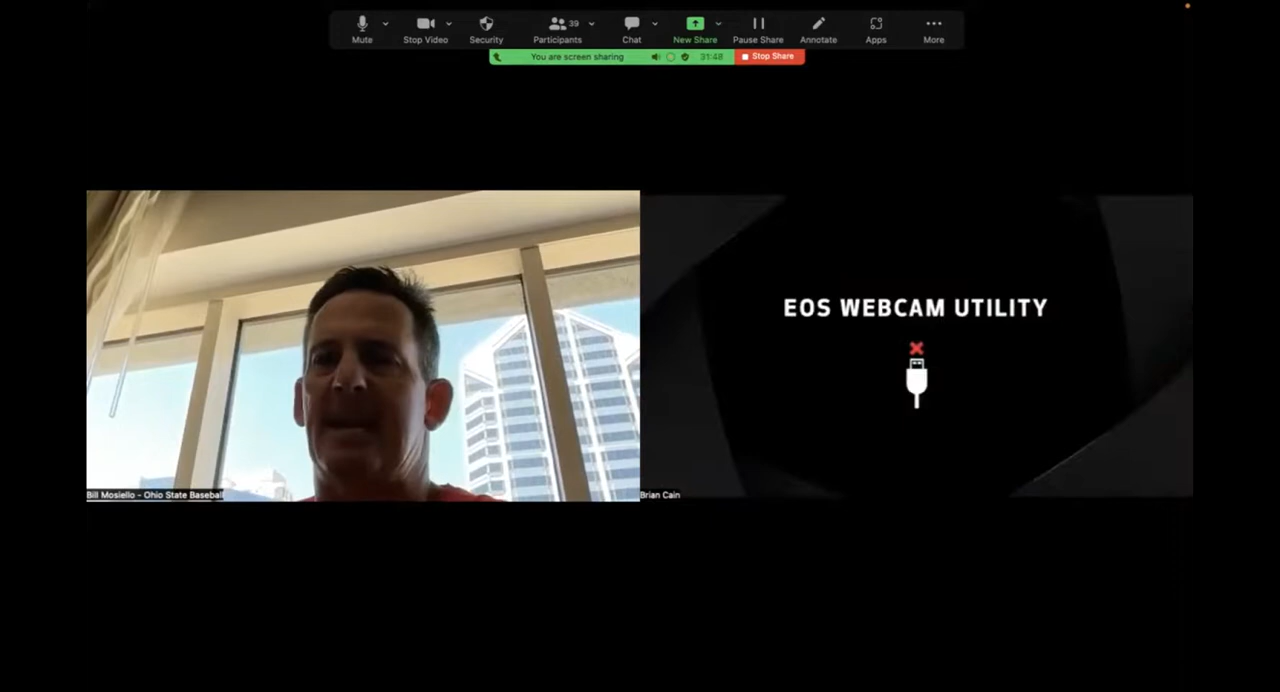 39
Mute
Stop Video
Security
Participants
Chat
New Share
Pause Share
Annotate
Apps
More
You are screen sharing
31:48
Stop Share
EOS WEBCAM UTILITY
Bill Mosiello - Ohio State Baseball
Brian Cain